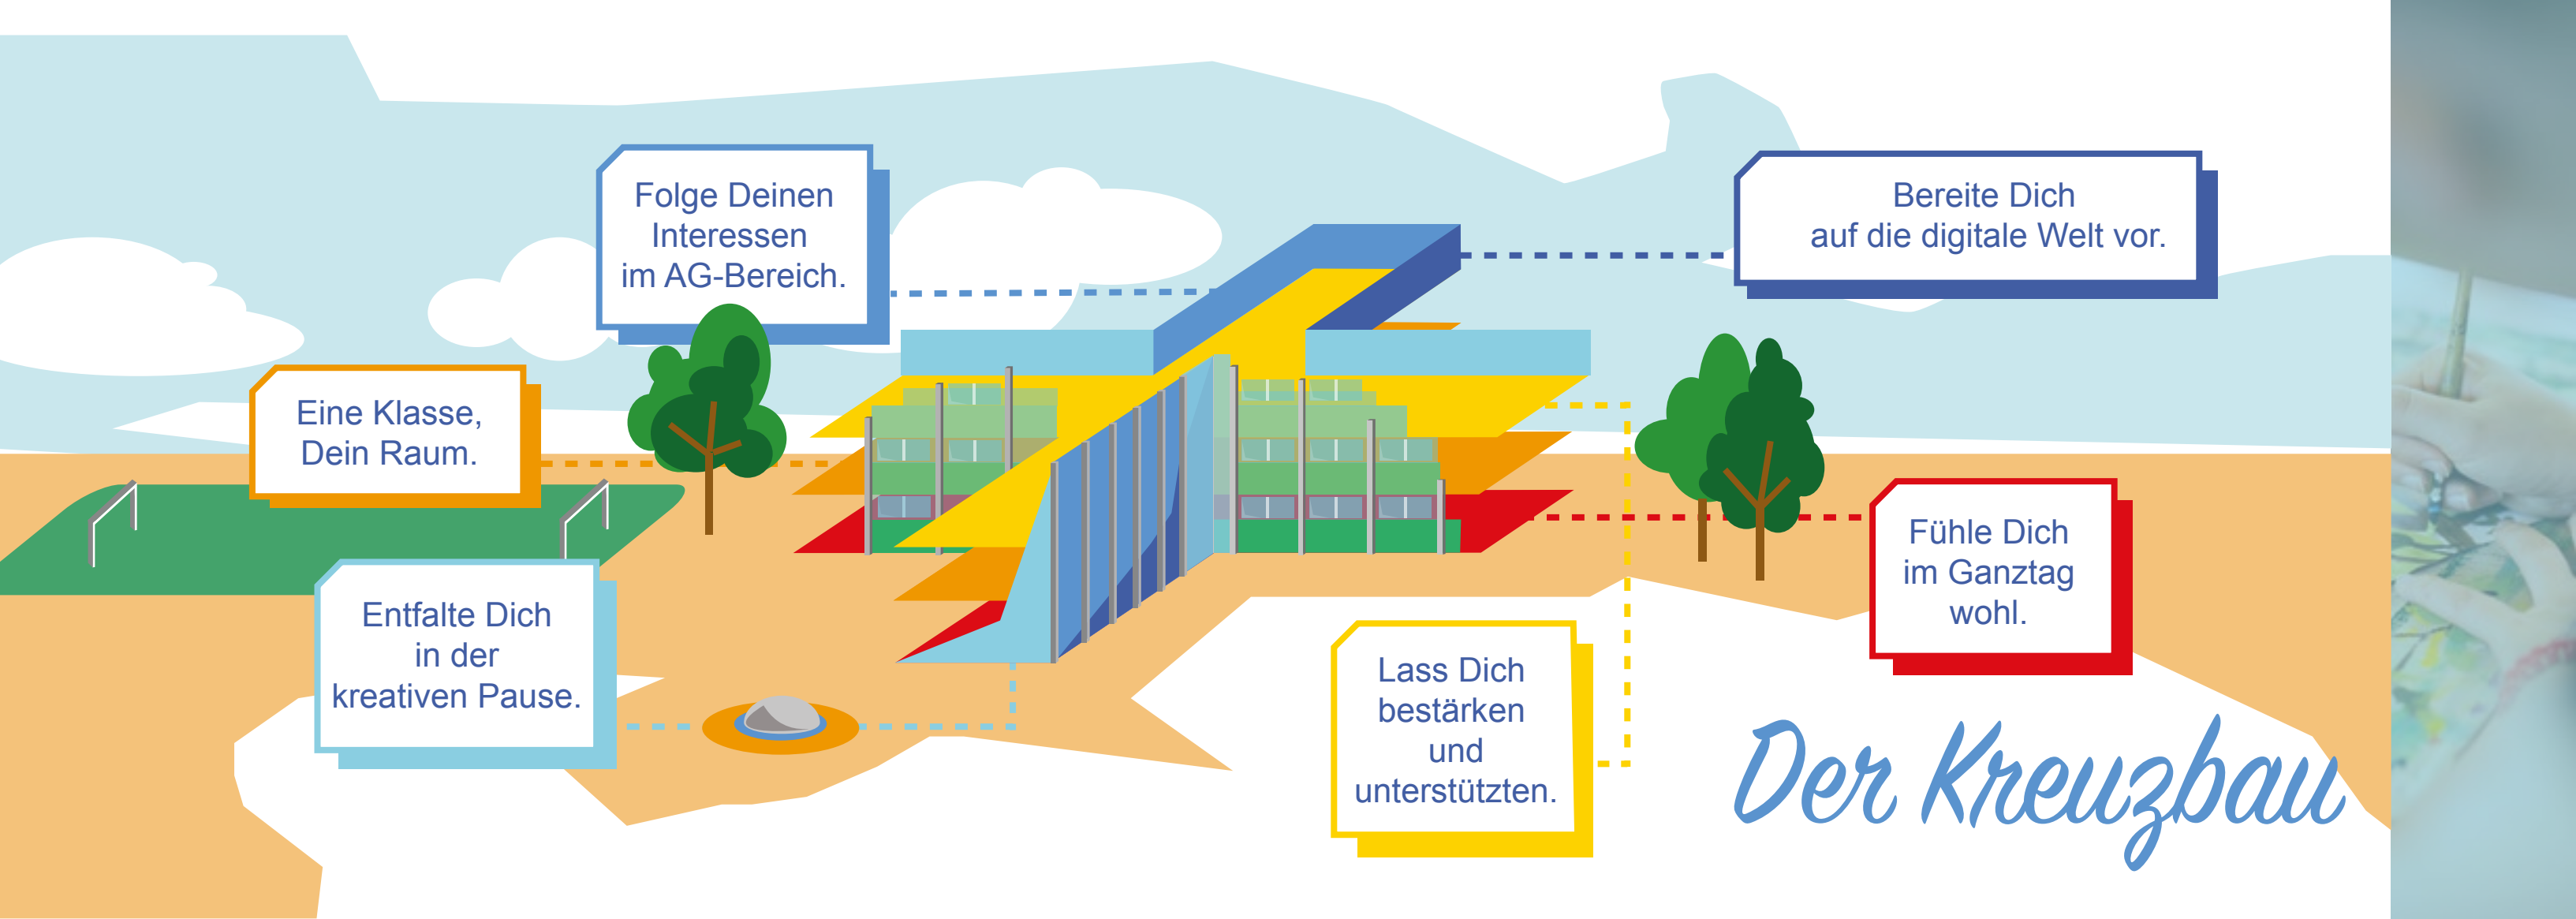 Folge Deinen
Interessen
im AG-Bereich.
Bereite Dich
auf die digitale Welt vor.
Eine Klasse,
Dein Raum.
Fühle Dich
im Ganztag
wohl.
Entfalte Dich
in der
kreativen Pause.
Lass Dich
bestärken
und
unterstützten.
Der Kreuzbau